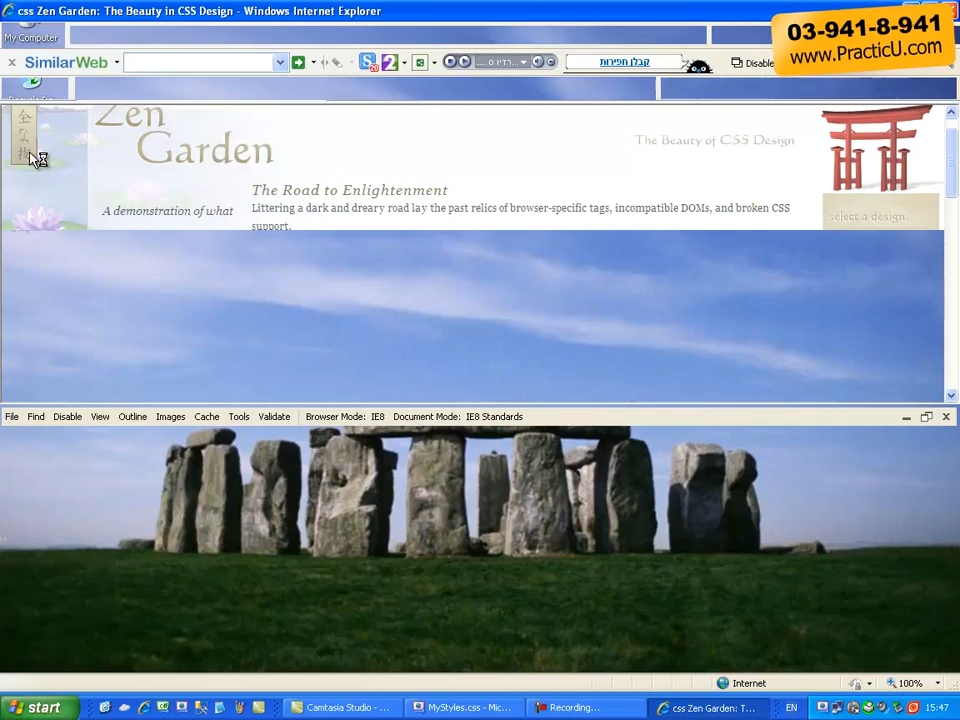 css Zen Garden: The Beauty in CSS Design - Windows Internet Explorer
03-941-8-941
www.PracticU.com
My Computer
SimilarWeb
קבלן חפירות
Disable
全
な
Zen
Garden
The Beauty of CSS Design
The Road to Enlightenment
A demonstration of what
Littering a dark and dreary road lay the past relics of browser-specific tags, incompatible DOMs, and broken CSS
support.
select a design:
File Find Disable View Outline Images Cache Tools Validate Browser Mode: IE8 Document Mode: IE8 Standards
Internet
100%
start
Camtasia Studio - ...
MyStyles.css - Mic...
Recording...
css Zen Garden: T...
EN
15:47